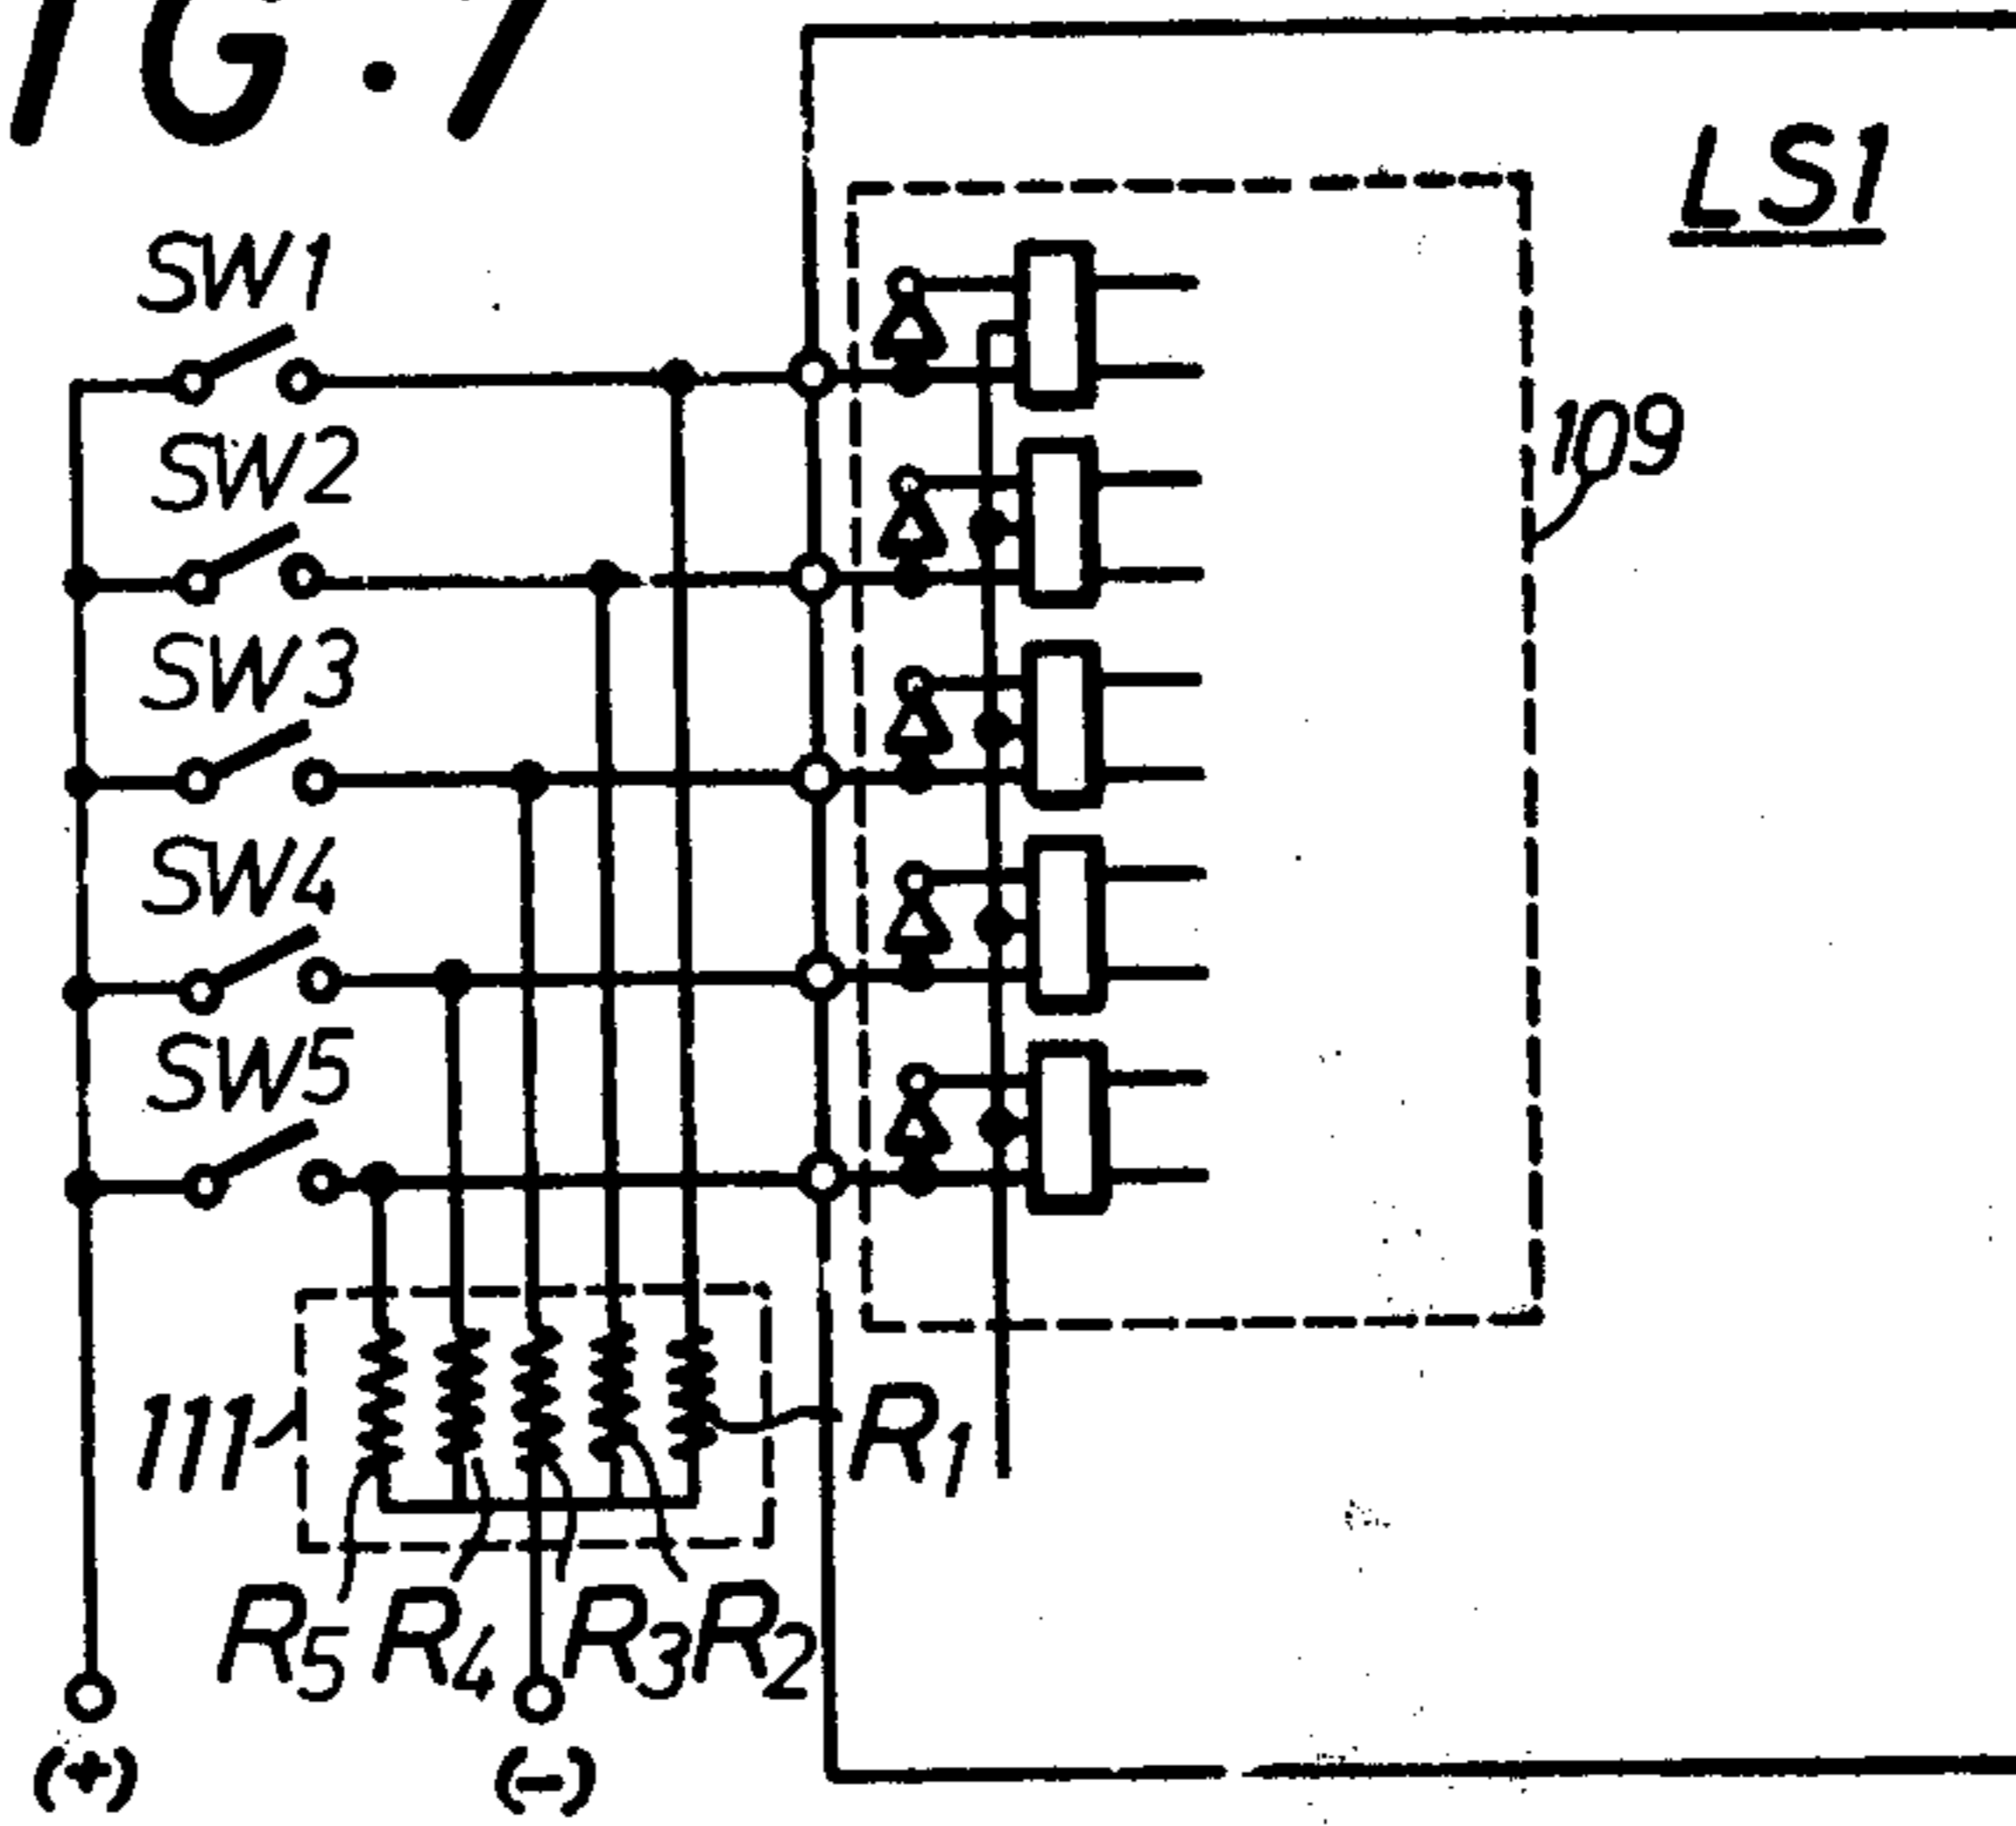 IG.7
LS1
SW1
SW2
109
SW3
SW4
SW5
111
R1
R5 R4 R3 R2
(+) (-)